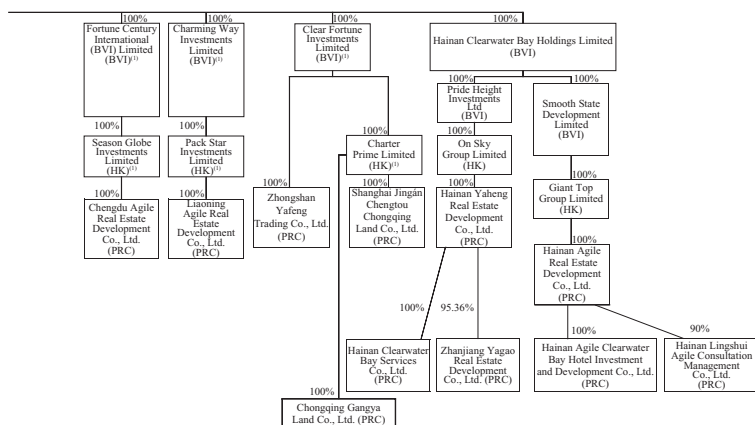 100%
100%
100%
100%
Fortune Century
International
(BVI) Limited
(BVI)(1)
Charming Way
Investments
Limited
(BVI)(1)
Clear Fortune
Investments
Limited
(BVI)(1)
Hainan Clearwater Bay Holdings Limited
(BVI)
100%
100%
Pride Height
Investments
Ltd
(BVI)
Smooth State
Development
Limited
(BVI)
100%
100%
100%
100%
Season Globe
Investments
Limited
(HK)(1)
Pack Star
Investments
Limited
(HK)(1)
Charter
Prime Limited
(HK)(1)
On Sky
Group Limited
(HK)
100%
Giant Top
Group Limited
(HK)
100%
100%
100%
100%
100%
Chengdu Agile
Real Estate
Development
Co., Ltd.
(PRC)
Liaoning
Agile Real
Estate
Development
Co., Ltd.
(PRC)
Zhongshan
Yafeng
Trading Co., Ltd.
(PRC)
Shanghai Jingán
Chengtou
Chongqing
Land Co., Ltd.
(PRC)
Hainan Yaheng
Real Estate
Development
Co., Ltd.
(PRC)
100%
Hainan Agile
Real Estate
Development
Co., Ltd.
(PRC)
100%
95.36%
100%
90%
Hainan Clearwater
Bay Services
Co., Ltd.
(PRC)
Zhanjiang Yagao
Real Estate
Development
Co., Ltd. (PRC)
Hainan Agile Clearwater
Bay Hotel Investment
and Development Co., Ltd.
(PRC)
Hainan Lingshui
Agile Consultation
Management
Co., Ltd.
(PRC)
100%
Chongqing Gangya
Land Co., Ltd. (PRC)